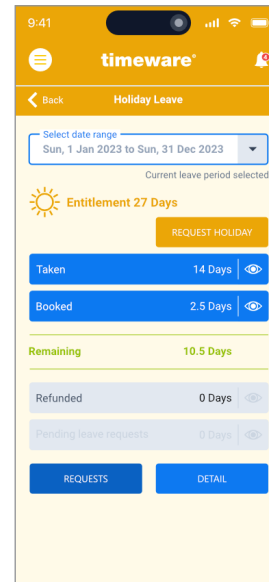 9:41
timeware®
Back
Holiday Leave
Select date range
Sun, 1 Jan 2023 to Sun, 31 Dec 2023
Current leave period selected
Entitlement 27 Days
REQUEST HOLIDAY
Taken 14 Days
Booked 2.5 Days
Remaining 10.5 Days
Refunded 0 Days
Pending leave requests 0 Days
REQUESTS DETAIL